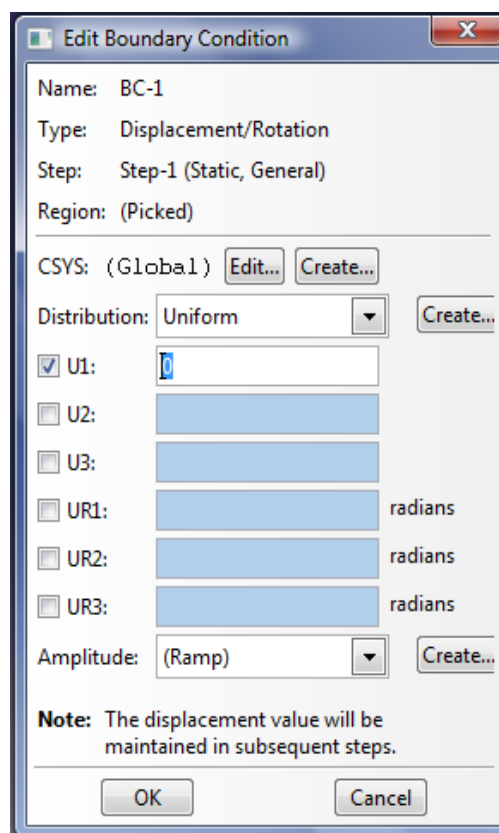 Edit Boundary Condition
Name: BC-1
Type: Displacement/Rotation
Step: Step-1 (Static, General)
Region: (Picked)
CSYS: (Global) Edit... Create...
Distribution: Uniform Create...
U1: 0
U2:
U3:
UR1: radians
UR2: radians
UR3: radians
Amplitude: (Ramp) Create...
Note: The displacement value will be
maintained in subsequent steps.
OK Cancel